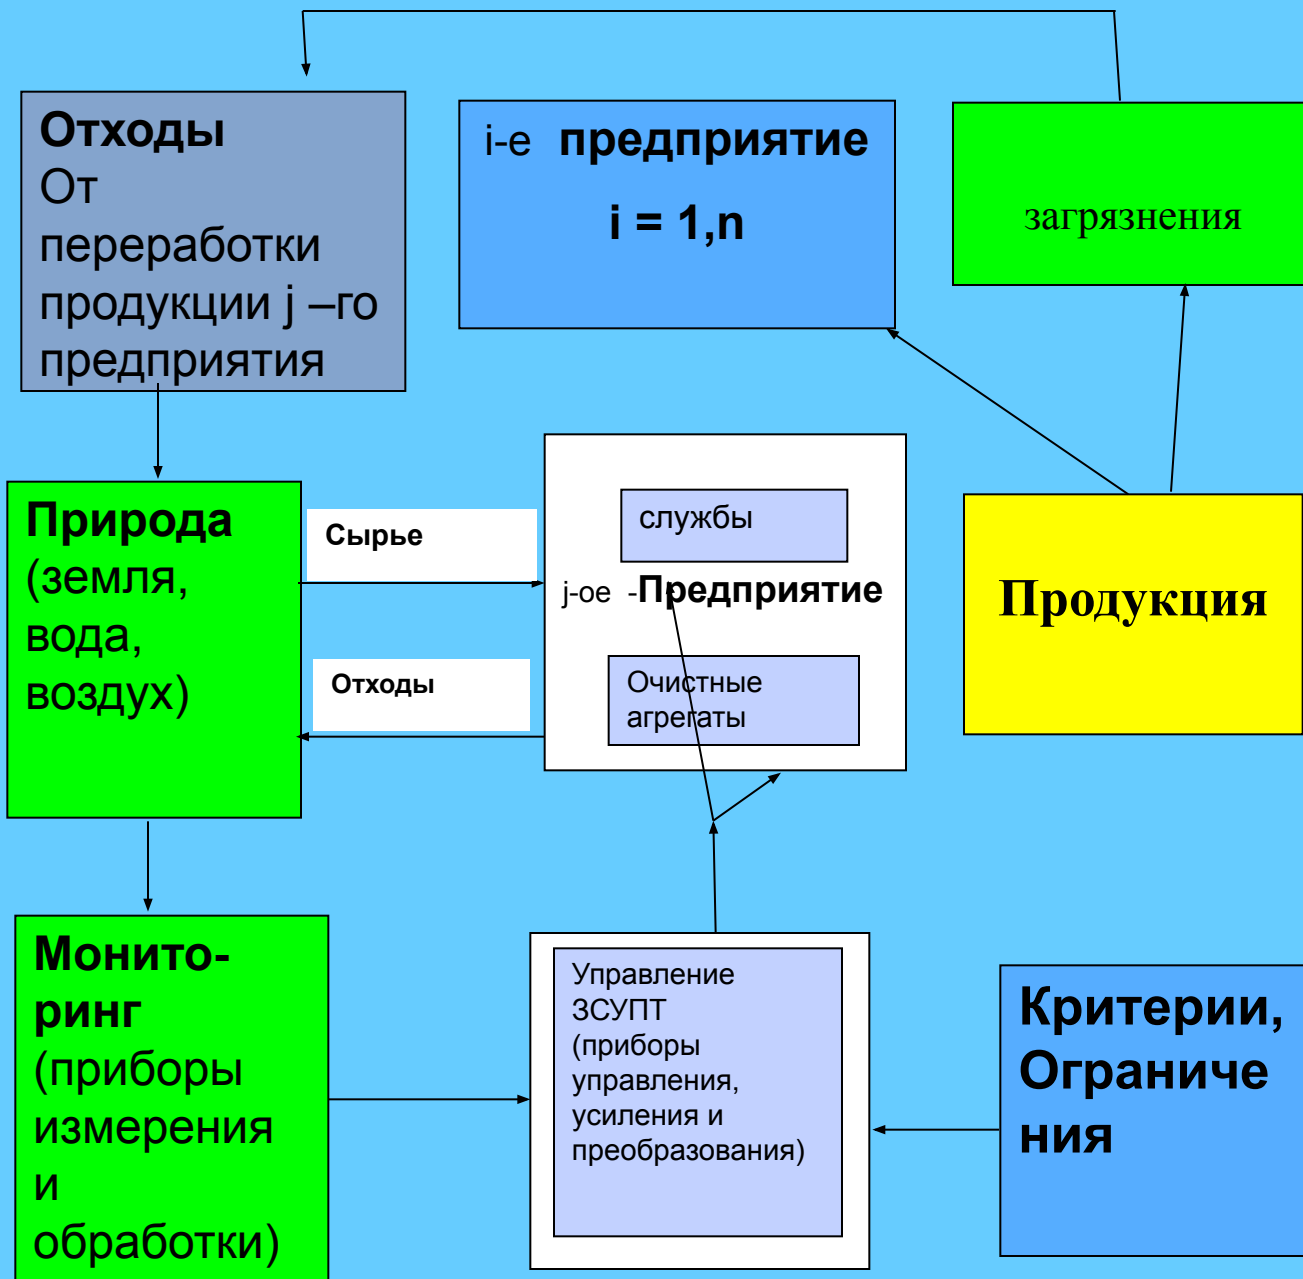 Отходы
От
переработки
продукции j –го
предприятия
i-е предприятие
i = 1,n
загрязнения
Природа
(земля,
вода,
воздух)
Сырье
Отходы
службы
j-ое -Предприятие
Очистные
агрегаты
Продукция
Монито-
ринг
(приборы
измерения
и
обработки)
Управление
ЗСУПТ
(приборы
управления,
усиления и
преобразования)
Критерии,
Ограниче
ния